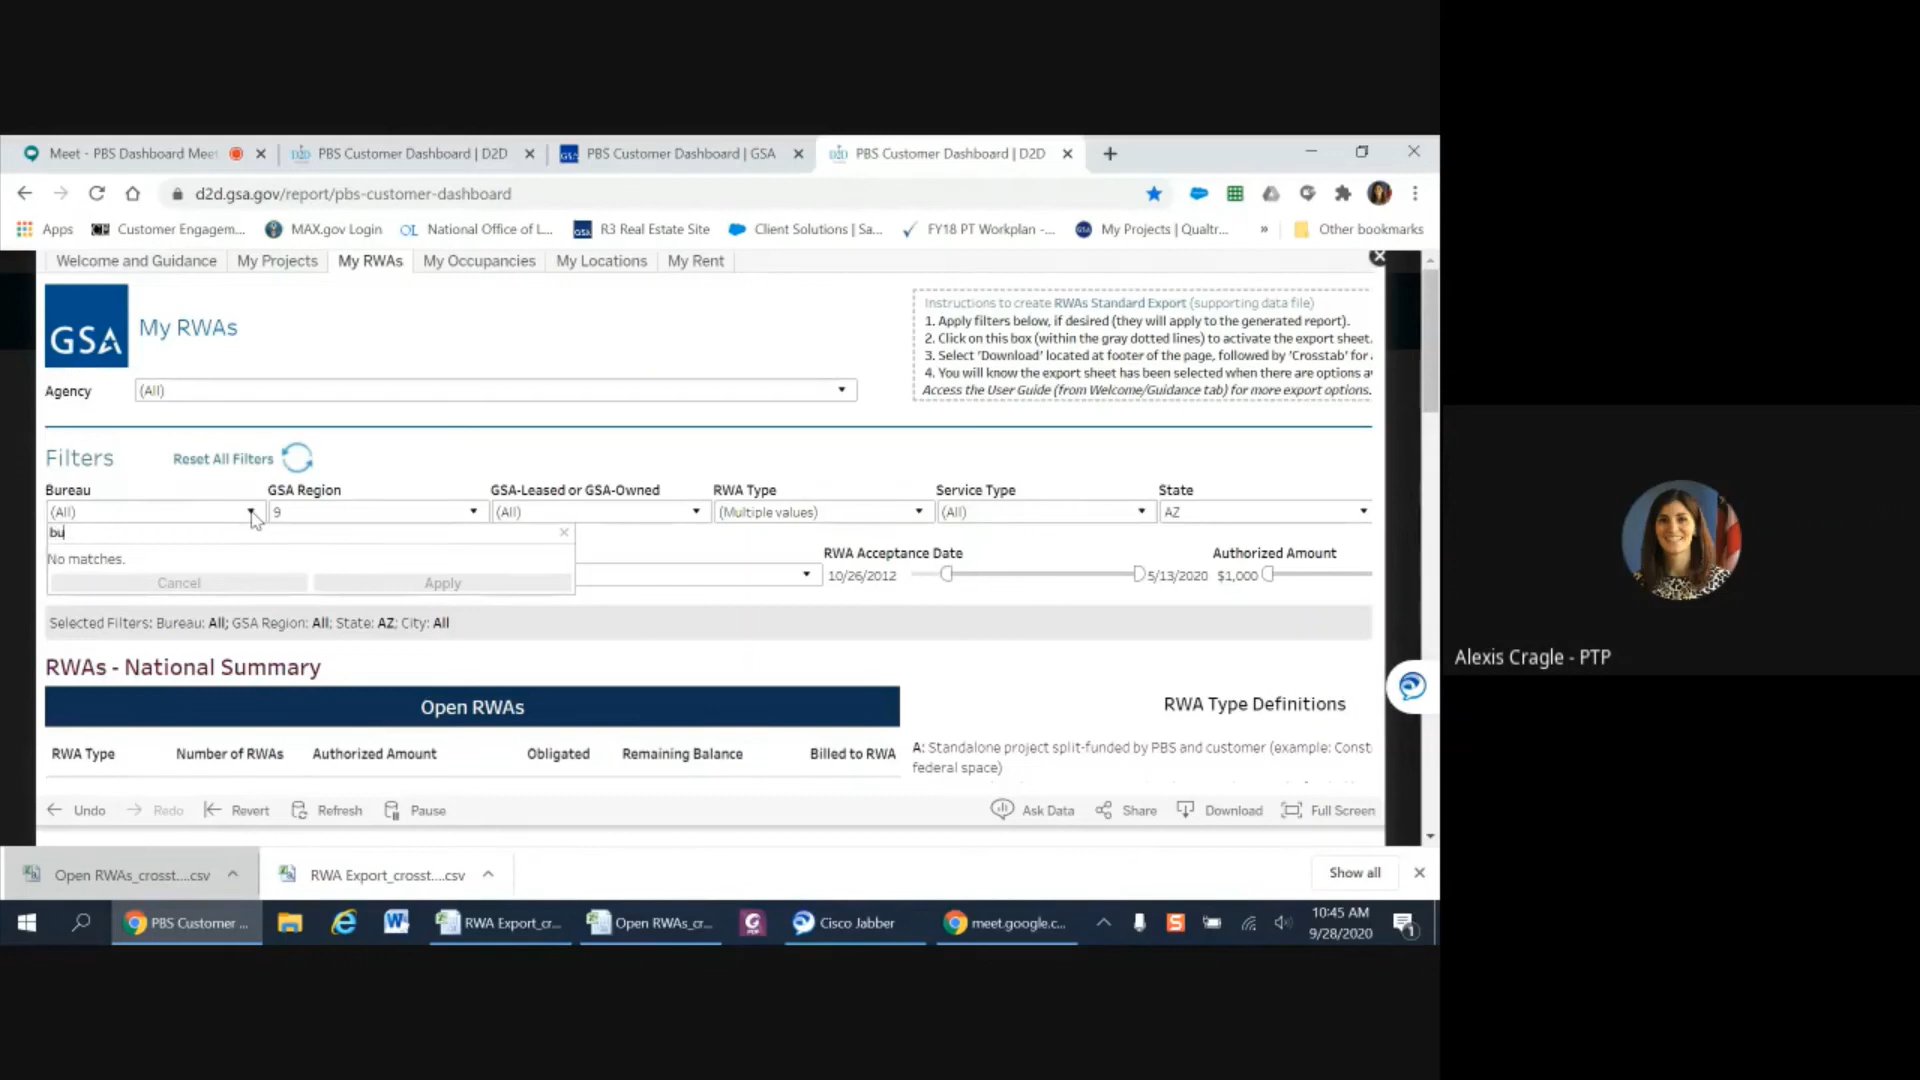 Meet - PBS Dashboard Meet
PBS Customer Dashboard | D2D
PBS Customer Dashboard | GSA
PBS Customer Dashboard | D2D
d2d.gsa.gov/report/pbs-customer-dashboard
Apps
Customer Engagem...
MAX.gov Login
National Office of L...
R3 Real Estate Site
Client Solutions | Sa...
FY18 PT Workplan -...
My Projects | Qualtr...
»
Other bookmarks
Welcome and Guidance
My Projects
My RWAs
My Occupancies
My Locations
My Rent
GSA
My RWAs
Instructions to create RWAs Standard Export (supporting data file)
1. Apply filters below, if desired (they will apply to the generated report).
2. Click on this box (within the gray dotted lines) to activate the export sheet.
3. Select 'Download' located at footer of the page, followed by 'Crosstab' for
4. You will know the export sheet has been selected when there are options
Access the User Guide (from Welcome/Guidance tab) for more export options.
Agency
(All)
Filters
Reset All Filters
Bureau
GSA Region
GSA-Leased or GSA-Owned
RWA Type
Service Type
State
(All)
9
(All)
(Multiple values)
(All)
AZ
bu
No matches.
Cancel
Apply
RWA Acceptance Date
Authorized Amount
10/26/2012
5/13/2020
$1,000
Selected Filters: Bureau: All; GSA Region: All; State: AZ; City: All
RWAs - National Summary
Open RWAs
RWA Type Definitions
RWA Type
Number of RWAs
Authorized Amount
Obligated
Remaining Balance
Billed to RWA
A: Standalone project split-funded by PBS and customer (example: Const
federal space)
Undo
Redo
Revert
Refresh
Pause
Ask Data
Share
Download
Full Screen
Open RWAs_crosst....csv
RWA Export_crosst....csv
Show all
PBS Customer ...
RWA Export_cr...
Open RWAs_cr...
Cisco Jabber
meet.google.c...
10:45 AM
9/28/2020
1
Alexis Cragle - PTP